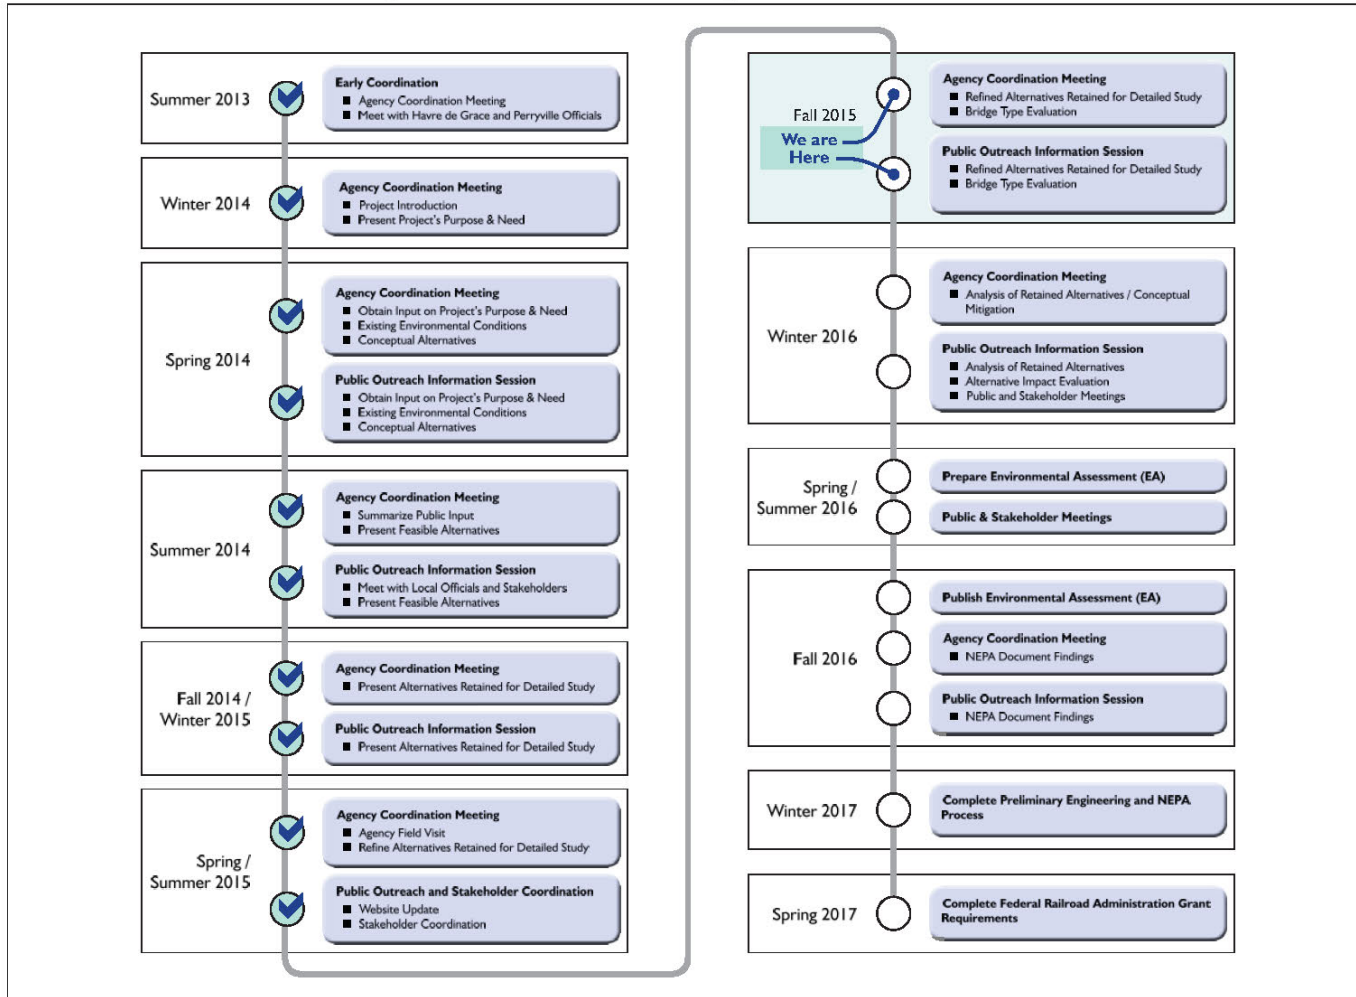 Summer 2013
Early Coordination
■ Agency Coordination Meeting
■ Meet with Havre de Grace and Perryville Officials
Winter 2014
Agency Coordination Meeting
■ Project Introduction
■ Present Project's Purpose & Need
Spring 2014
Agency Coordination Meeting
■ Obtain Input on Project's Purpose & Need
■ Existing Environmental Conditions
■ Conceptual Alternatives
Public Outreach Information Session
■ Obtain Input on Project's Purpose & Need
■ Existing Environmental Conditions
■ Conceptual Alternatives
Summer 2014
Agency Coordination Meeting
■ Summarize Public Input
■ Present Feasible Alternatives
Public Outreach Information Session
■ Meet with Local Officials and Stakeholders
■ Present Feasible Alternatives
Fall 2014 /
Winter 2015
Agency Coordination Meeting
■ Present Alternatives Retained for Detailed Study
Public Outreach Information Session
■ Present Alternatives Retained for Detailed Study
Spring /
Summer 2015
Agency Coordination Meeting
■ Agency Field Visit
■ Refine Alternatives Retained for Detailed Study
Public Outreach and Stakeholder Coordination
■ Website Update
■ Stakeholder Coordination
Fall 2015
We are
Here
Agency Coordination Meeting
■ Refined Alternatives Retained for Detailed Study
■ Bridge Type Evaluation
Public Outreach Information Session
■ Refined Alternatives Retained for Detailed Study
■ Bridge Type Evaluation
Winter 2016
Agency Coordination Meeting
■ Analysis of Retained Alternatives / Conceptual
Mitigation
Public Outreach Information Session
■ Analysis of Retained Alternatives
■ Alternative Impact Evaluation
■ Public and Stakeholder Meetings
Spring /
Summer 2016
Prepare Environmental Assessment (EA)
Public & Stakeholder Meetings
Fall 2016
Publish Environmental Assessment (EA)
Agency Coordination Meeting
■ NEPA Document Findings
Public Outreach Information Session
■ NEPA Document Findings
Winter 2017
Complete Preliminary Engineering and NEPA
Process
Spring 2017
Complete Federal Railroad Administration Grant
Requirements